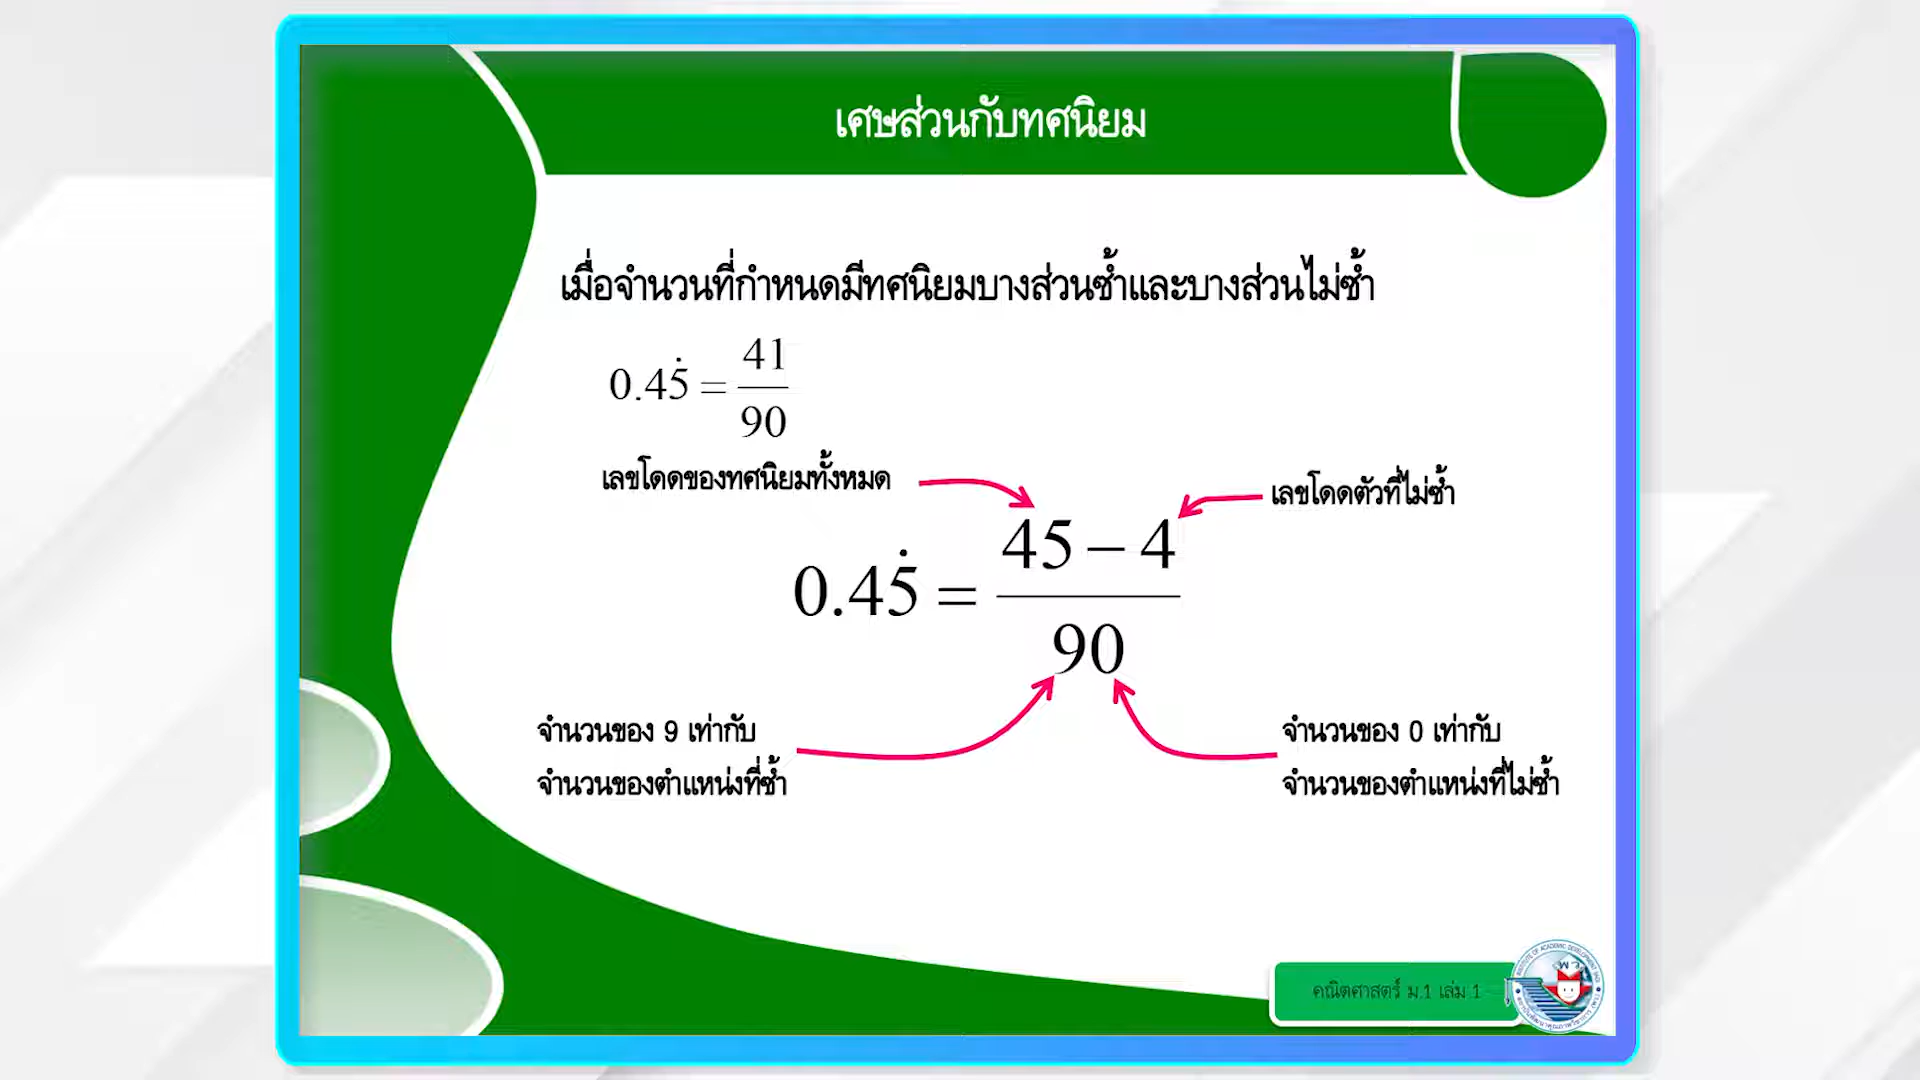 เศษส่วนกับทศนิยม
เมื่อจำนวนที่กำหนดมีทศนิยมบางส่วนซ้ำและบางส่วนไม่ซ้ำ
0.45̇ = 41/90
เลขโดดของทศนิยมทั้งหมด
เลขโดดตัวที่ไม่ซ้ำ
0.45̇ = (45 − 4)/90
จำนวนของ 9 เท่ากับ
จำนวนของตำแหน่งที่ซ้ำ
จำนวนของ 0 เท่ากับ
จำนวนของตำแหน่งที่ไม่ซ้ำ
คณิตศาสตร์ ม.1 เล่ม 1